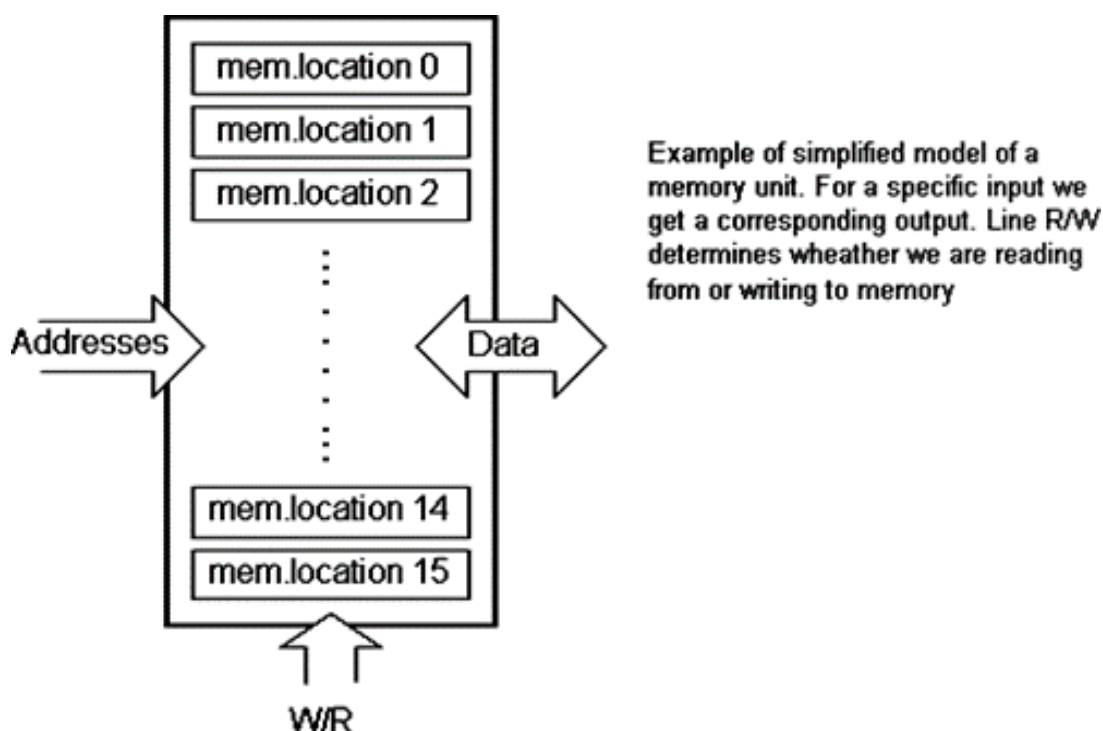 mem.location 0
mem.location 1
mem.location 2
Addresses
Data
mem.location 14
mem.location 15
W/R
Example of simplified model of a
memory unit. For a specific input we
get a corresponding output. Line R/W
determines wheather we are reading
from or writing to memory